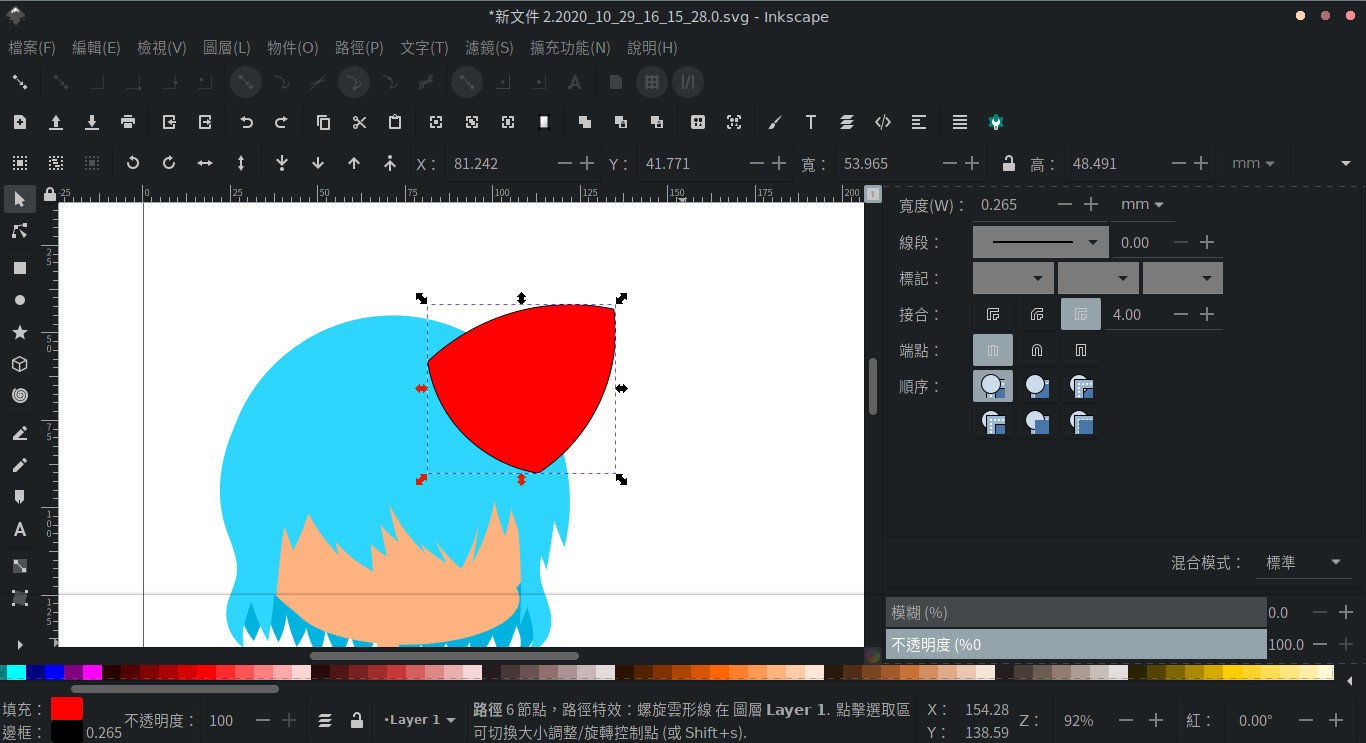 *新文件 2.2020_10_29_16_15_28.0.svg - Inkscape
檔案(F) 編輯(E) 檢視(V) 圖層(L) 物件(O) 路徑(P) 文字(T) 濾鏡(S) 擴充功能(N) 說明(H)
X： 81.242 Y： 41.771 寬： 53.965 高： 48.491 mm
25 0 25 50 75 100 125 150 175 200 1
25
50
75
100
125
寬度(W)： 0.265 mm
線段： 0.00
標記：
接合： 4.00
端點：
順序：
混合模式： 標準
模糊 (%) 0.0
不透明度 (%0 100.0
填充： 不透明度： 100 •Layer 1 路徑 6 節點，路徑特效：螺旋雲形線 在 圖層 Layer 1. 點擊選取區 X： 154.28 Z： 92% 紅： 0.00°
邊框： 0.265 可切換大小調整/旋轉控制點 (或 Shift+s). Y： 138.59